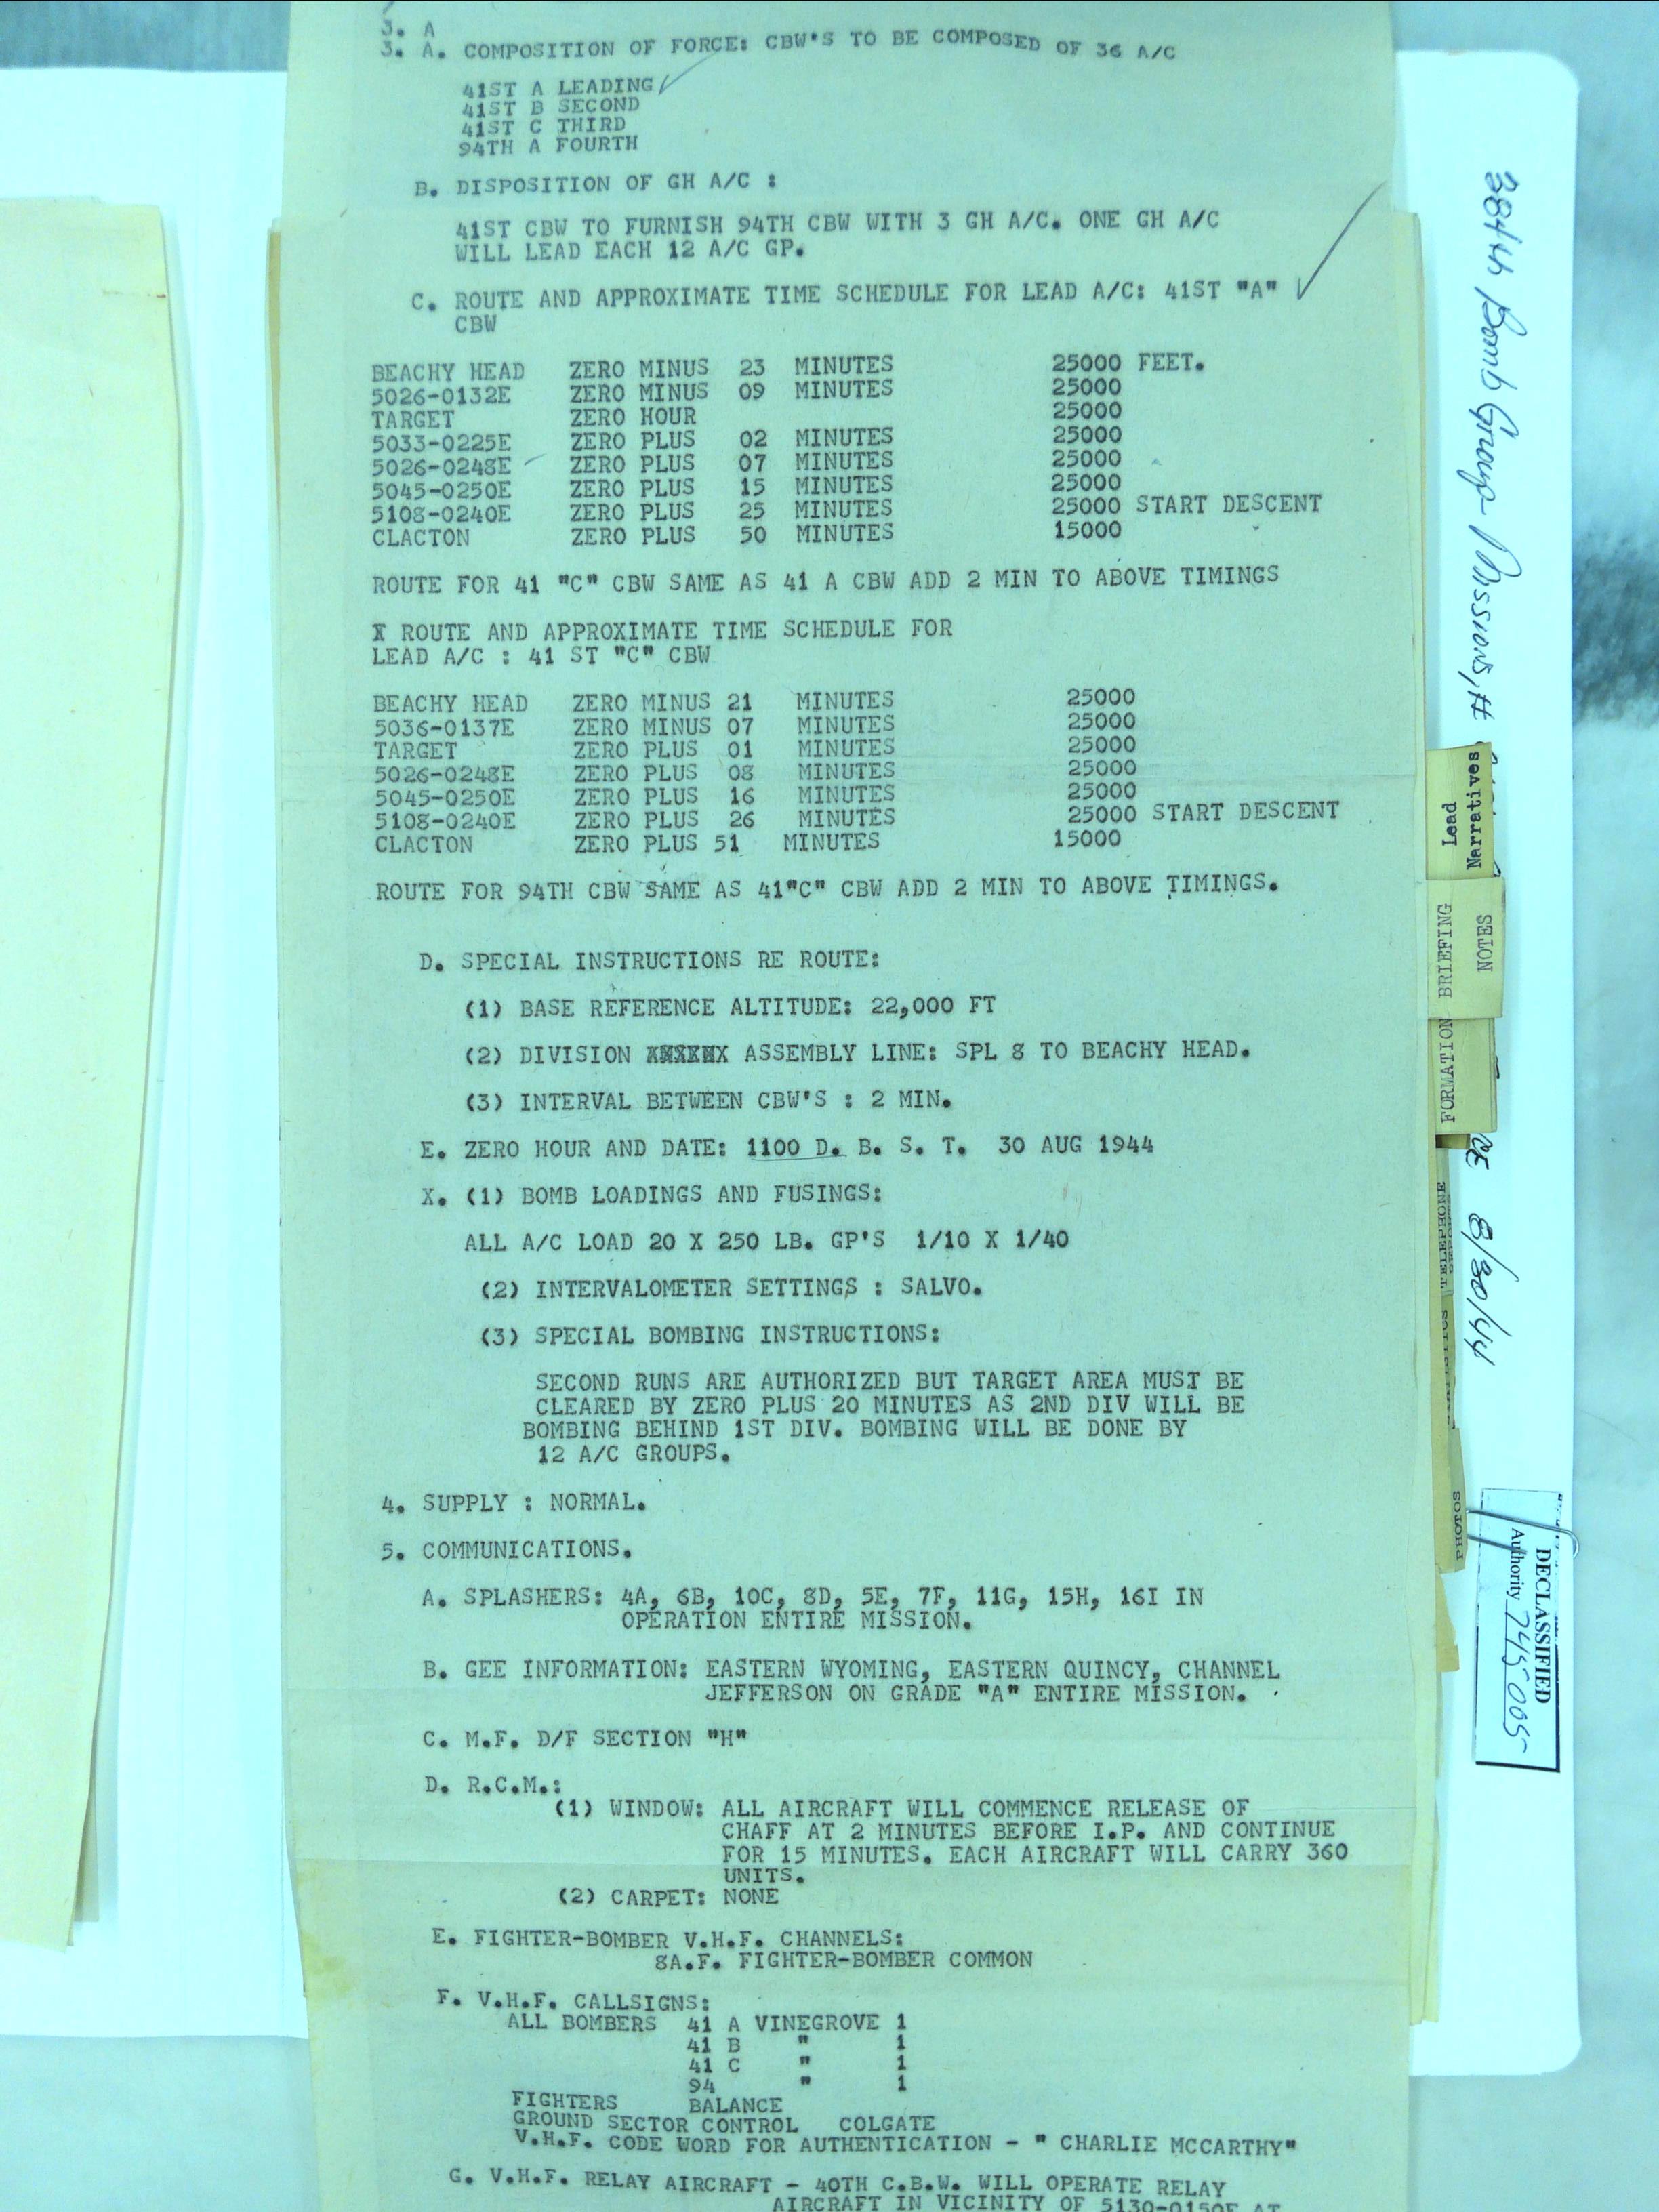 3. A
3. A. COMPOSITION OF FORCE: CBW'S TO BE COMPOSED OF 36 A/C
41ST A LEADING
41ST B SECOND
41ST C THIRD
94TH A FOURTH
B. DISPOSITION OF GH A/C :
41ST CBW TO FURNISH 94TH CBW WITH 3 GH A/C. ONE GH A/C
WILL LEAD EACH 12 A/C GP.
C. ROUTE AND APPROXIMATE TIME SCHEDULE FOR LEAD A/C: 41ST "A"
CBW
BEACHY HEAD ZERO MINUS 23 MINUTES 25000 FEET.
5026-0132E ZERO MINUS 09 MINUTES 25000
TARGET ZERO HOUR 25000
5033-0225E ZERO PLUS 02 MINUTES 25000
5026-0248E ZERO PLUS 07 MINUTES 25000
5045-0250E ZERO PLUS 15 MINUTES 25000
5108-0240E ZERO PLUS 25 MINUTES 25000 START DESCENT
CLACTON ZERO PLUS 50 MINUTES 15000
ROUTE FOR 41 "C" CBW SAME AS 41 A CBW ADD 2 MIN TO ABOVE TIMINGS
X ROUTE AND APPROXIMATE TIME SCHEDULE FOR
LEAD A/C : 41 ST "C" CBW
BEACHY HEAD ZERO MINUS 21 MINUTES 25000
5036-0137E ZERO MINUS 07 MINUTES 25000
TARGET ZERO PLUS 01 MINUTES 25000
5026-0248E ZERO PLUS 08 MINUTES 25000
5045-0250E ZERO PLUS 16 MINUTES 25000
5108-0240E ZERO PLUS 26 MINUTES 25000 START DESCENT
CLACTON ZERO PLUS 51 MINUTES 15000
ROUTE FOR 94TH CBW SAME AS 41"C" CBW ADD 2 MIN TO ABOVE TIMINGS.
D. SPECIAL INSTRUCTIONS RE ROUTE:
(1) BASE REFERENCE ALTITUDE: 22,000 FT
(2) DIVISION ASSEMBLY LINE: SPL 8 TO BEACHY HEAD.
(3) INTERVAL BETWEEN CBW'S : 2 MIN.
E. ZERO HOUR AND DATE: 1100 D. B. S. T. 30 AUG 1944
X. (1) BOMB LOADINGS AND FUSINGS:
ALL A/C LOAD 20 X 250 LB. GP'S 1/10 X 1/40
(2) INTERVALOMETER SETTINGS : SALVO.
(3) SPECIAL BOMBING INSTRUCTIONS:
SECOND RUNS ARE AUTHORIZED BUT TARGET AREA MUST BE
CLEARED BY ZERO PLUS 20 MINUTES AS 2ND DIV WILL BE
BOMBING BEHIND 1ST DIV. BOMBING WILL BE DONE BY
12 A/C GROUPS.
4. SUPPLY : NORMAL.
5. COMMUNICATIONS.
A. SPLASHERS: 4A, 6B, 10C, 8D, 5E, 7F, 11G, 15H, 16I IN
OPERATION ENTIRE MISSION.
B. GEE INFORMATION: EASTERN WYOMING, EASTERN QUINCY, CHANNEL
JEFFERSON ON GRADE "A" ENTIRE MISSION.
C. M.F. D/F SECTION "H"
D. R.C.M.:
(1) WINDOW: ALL AIRCRAFT WILL COMMENCE RELEASE OF
CHAFF AT 2 MINUTES BEFORE I.P. AND CONTINUE
FOR 15 MINUTES. EACH AIRCRAFT WILL CARRY 360
UNITS.
(2) CARPET: NONE
E. FIGHTER-BOMBER V.H.F. CHANNELS:
8A.F. FIGHTER-BOMBER COMMON
F. V.H.F. CALLSIGNS:
ALL BOMBERS 41 A VINEGROVE 1
41 B " 1
41 C " 1
94 " 1
FIGHTERS BALANCE
GROUND SECTOR CONTROL COLGATE
V.H.F. CODE WORD FOR AUTHENTICATION - " CHARLIE MCCARTHY"
G. V.H.F. RELAY AIRCRAFT - 40TH C.B.W. WILL OPERATE RELAY
AIRCRAFT IN VICINITY OF 5130-0150E AT
384th Bomb Group Missions, #
8/30/44
Lead
Narratives
BRIEFING
NOTES
FORMATION
TELEPHONE
PHOTOS
DECLASSIFIED
Authority 745005